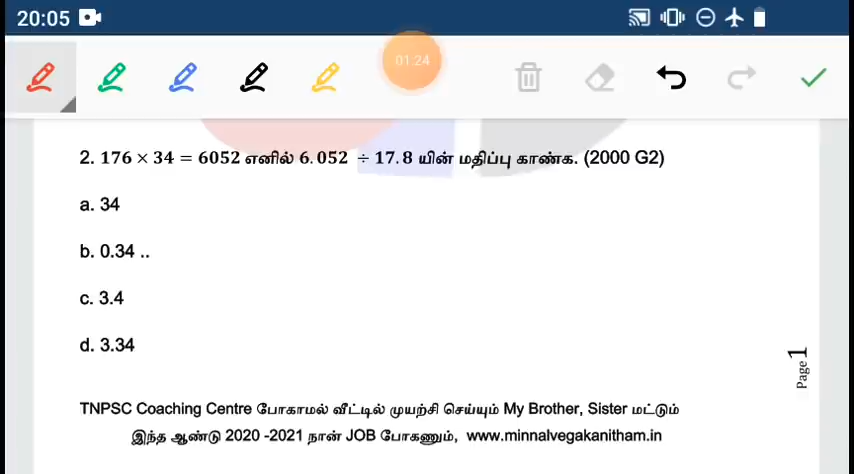 20:05
01:24
2. 176 × 34 = 6052 எனில் 6.052 ÷ 17.8 யின் மதிப்பு காண்க. (2000 G2)
a. 34
b. 0.34 ..
c. 3.4
d. 3.34
Page 1
TNPSC Coaching Centre போகாமல் வீட்டில் முயற்சி செய்யும் My Brother, Sister மட்டும்
இந்த ஆண்டு 2020 -2021 நான் JOB போகணும், www.minnalvegakanitham.in